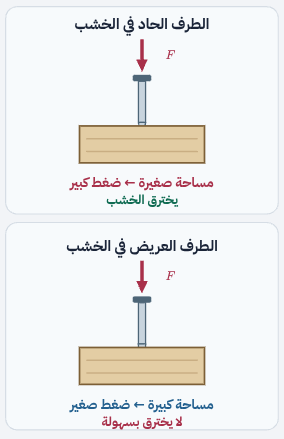 الطرف الحاد في الخشب
F
مساحة صغيرة ← ضغط كبير
يخترق الخشب
الطرف العريض في الخشب
F
مساحة كبيرة ← ضغط صغير
لا يخترق بسهولة